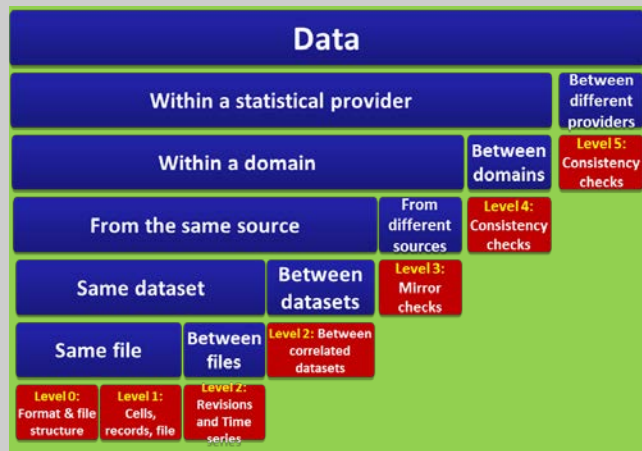 Data
Within a statistical provider
Between
different
providers
Within a domain
Between
domains
Level 5:
Consistency
checks
From the same source
From
different
sources
Level 4:
Consistency
checks
Same dataset
Between
datasets
Level 3:
Mirror
checks
Same file
Between
files
Level 2: Between
correlated
datasets
Level 0:
Format & file
structure
Level 1:
Cells,
records, file
Level 2:
Revisions
and Time
series